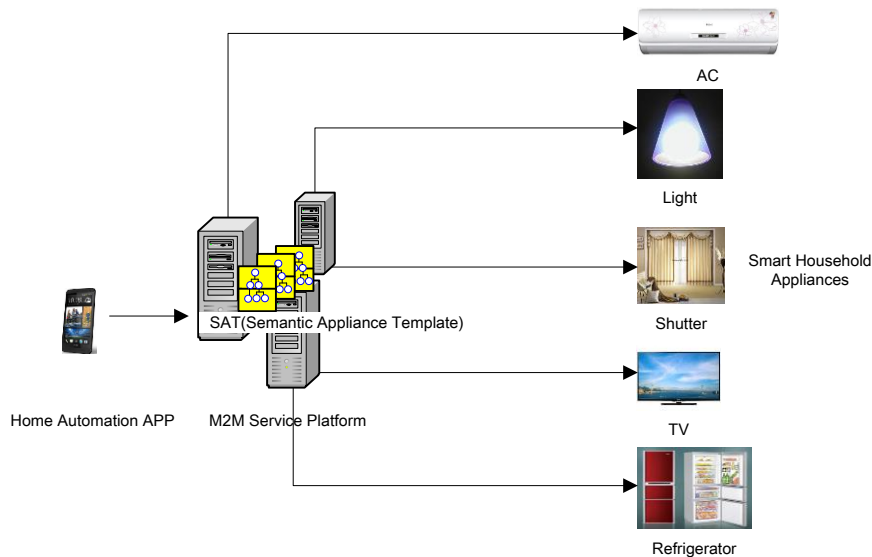 AC
Light
Smart Household
Appliances
Shutter
SAT(Semantic Appliance Template)
Home Automation APP
M2M Service Platform
TV
Refrigerator